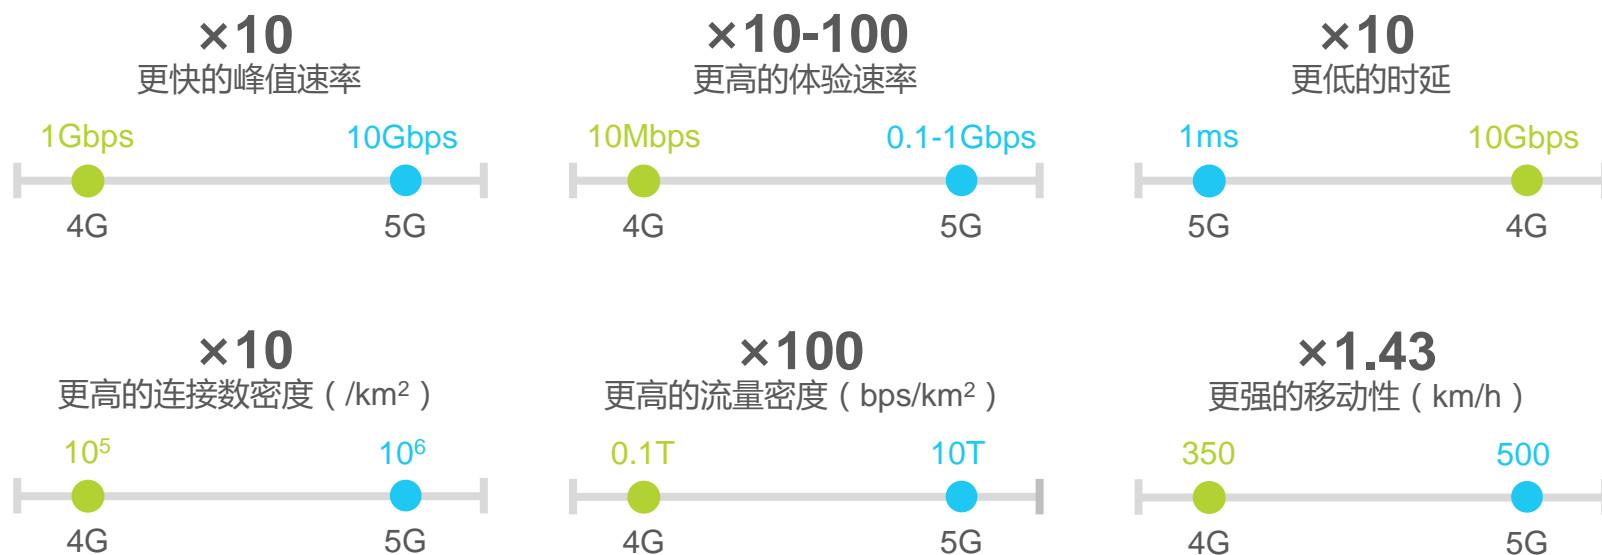 ×10
更快的峰值速率
1Gbps 10Gbps
4G 5G
×10-100
更高的体验速率
10Mbps 0.1-1Gbps
4G 5G
×10
更低的时延
1ms 10Gbps
5G 4G
×10
更高的连接数密度（/km²）
10⁵ 10⁶
4G 5G
×100
更高的流量密度（bps/km²）
0.1T 10T
4G 5G
×1.43
更强的移动性（km/h）
350 500
4G 5G